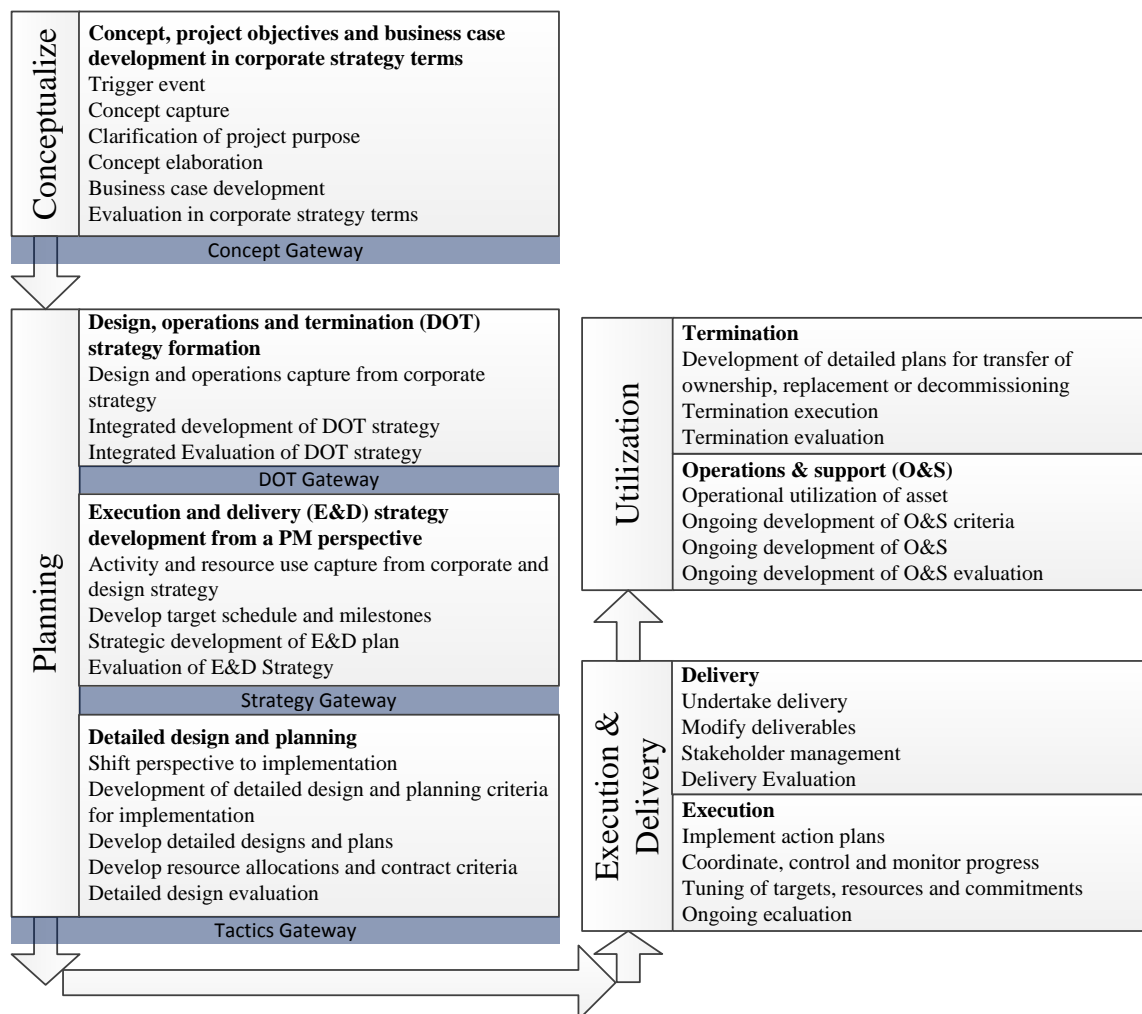 Conceptualize
Concept, project objectives and business case
development in corporate strategy terms
Trigger event
Concept capture
Clarification of project purpose
Concept elaboration
Business case development
Evaluation in corporate strategy terms
Concept Gateway
Planning
Design, operations and termination (DOT)
strategy formation
Design and operations capture from corporate
strategy
Integrated development of DOT strategy
Integrated Evaluation of DOT strategy
DOT Gateway
Execution and delivery (E&D) strategy
development from a PM perspective
Activity and resource use capture from corporate and
design strategy
Develop target schedule and milestones
Strategic development of E&D plan
Evaluation of E&D Strategy
Strategy Gateway
Detailed design and planning
Shift perspective to implementation
Development of detailed design and planning criteria
for implementation
Develop detailed designs and plans
Develop resource allocations and contract criteria
Detailed design evaluation
Tactics Gateway
Utilization
Termination
Development of detailed plans for transfer of
ownership, replacement or decommissioning
Termination execution
Termination evaluation
Operations & support (O&S)
Operational utilization of asset
Ongoing development of O&S criteria
Ongoing development of O&S
Ongoing development of O&S evaluation
Execution &
Delivery
Delivery
Undertake delivery
Modify deliverables
Stakeholder management
Delivery Evaluation
Execution
Implement action plans
Coordinate, control and monitor progress
Tuning of targets, resources and commitments
Ongoing ecaluation